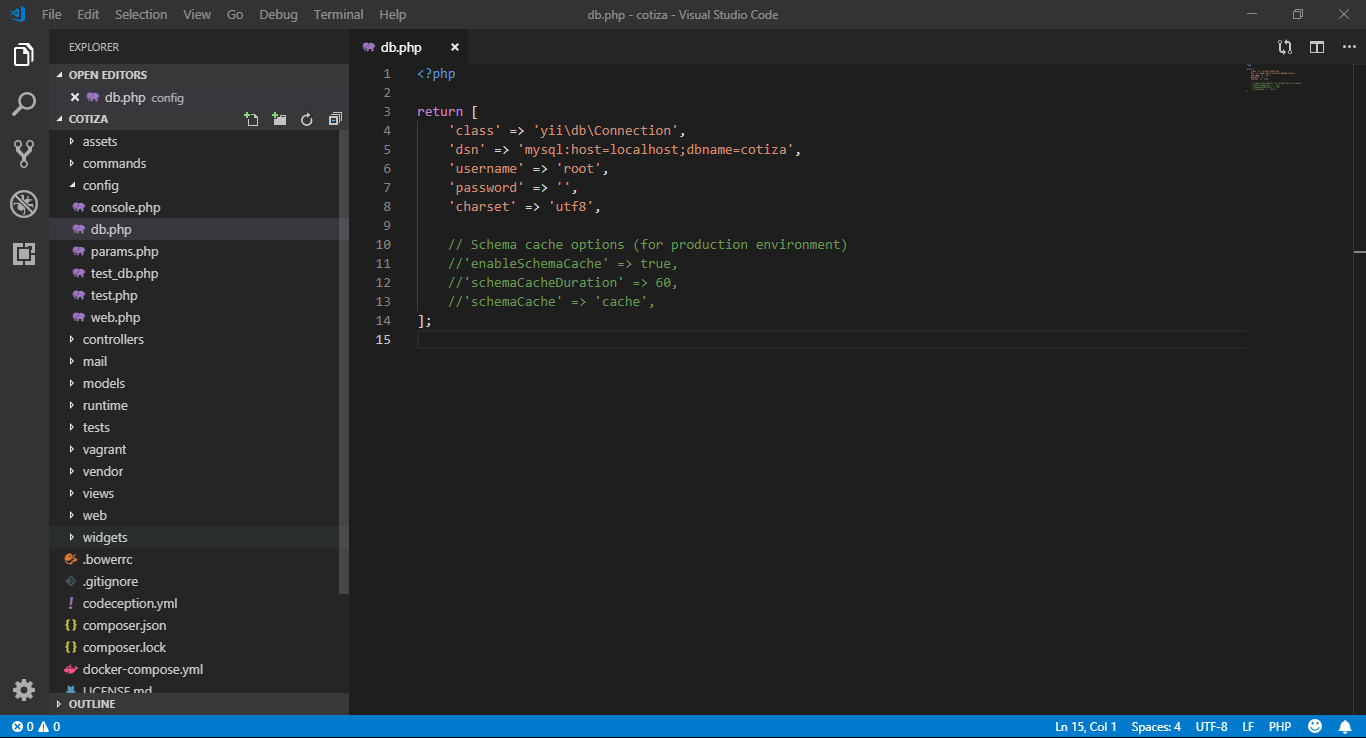 File Edit Selection View Go Debug Terminal Help
db.php - cotiza - Visual Studio Code
EXPLORER
OPEN EDITORS
db.php config
COTIZA
assets
commands
config
console.php
db.php
params.php
test_db.php
test.php
web.php
controllers
mail
models
runtime
tests
vagrant
vendor
views
web
widgets
.bowerrc
.gitignore
codeception.yml
composer.json
composer.lock
docker-compose.yml
LICENSE.md
OUTLINE
db.php
1 <?php
2
3 return [
4 'class' => 'yii\db\Connection',
5 'dsn' => 'mysql:host=localhost;dbname=cotiza',
6 'username' => 'root',
7 'password' => '',
8 'charset' => 'utf8',
9
10 // Schema cache options (for production environment)
11 //'enableSchemaCache' => true,
12 //'schemaCacheDuration' => 60,
13 //'schemaCache' => 'cache',
14 ];
15
0 0
Ln 15, Col 1 Spaces: 4 UTF-8 LF PHP